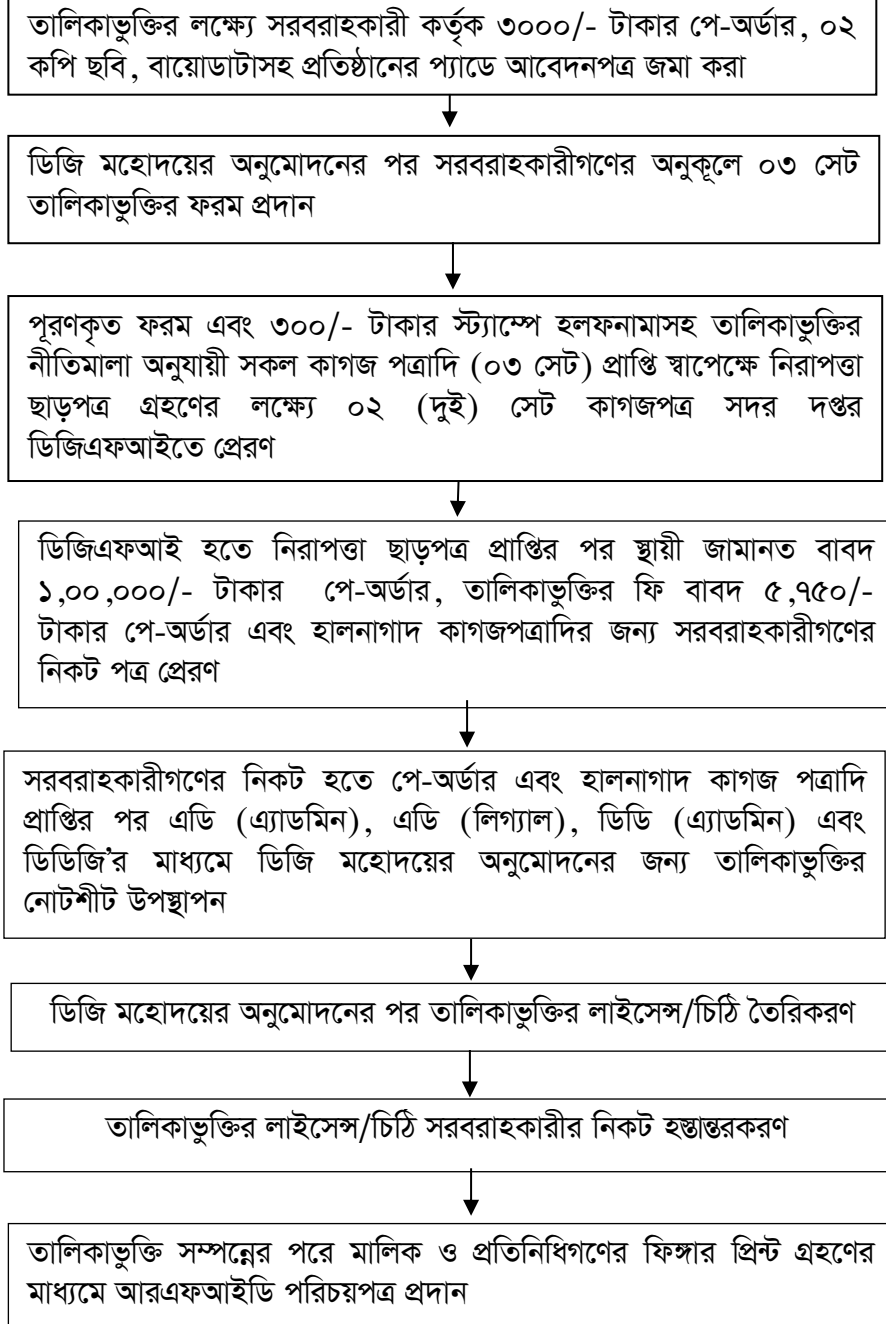 তালিকাভুক্তির লক্ষ্যে সরবরাহকারী কর্তৃক ৩০০০/- টাকার পে-অর্ডার, ০২
কপি ছবি, বায়োডাটাসহ প্রতিষ্ঠানের প্যাডে আবেদনপত্র জমা করা
ডিজি মহোদয়ের অনুমোদনের পর সরবরাহকারীগণের অনুকূলে ০৩ সেট
তালিকাভুক্তির ফরম প্রদান
পূরণকৃত ফরম এবং ৩০০/- টাকার স্ট্যাম্পে হলফনামাসহ তালিকাভুক্তির
নীতিমালা অনুযায়ী সকল কাগজ পত্রাদি (০৩ সেট) প্রাপ্তি স্বাপেক্ষে নিরাপত্তা
ছাড়পত্র গ্রহণের লক্ষ্যে ০২ (দুই) সেট কাগজপত্র সদর দপ্তর
ডিজিএফআইতে প্রেরণ
ডিজিএফআই হতে নিরাপত্তা ছাড়পত্র প্রাপ্তির পর স্থায়ী জামানত বাবদ
১,০০,০০০/- টাকার পে-অর্ডার, তালিকাভুক্তির ফি বাবদ ৫,৭৫০/-
টাকার পে-অর্ডার এবং হালনাগাদ কাগজপত্রাদির জন্য সরবরাহকারীগণের
নিকট পত্র প্রেরণ
সরবরাহকারীগণের নিকট হতে পে-অর্ডার এবং হালনাগাদ কাগজ পত্রাদি
প্রাপ্তির পর এডি (এ্যাডমিন), এডি (লিগ্যাল), ডিডি (এ্যাডমিন) এবং
ডিডিজি’র মাধ্যমে ডিজি মহোদয়ের অনুমোদনের জন্য তালিকাভুক্তির
নোটশীট উপস্থাপন
ডিজি মহোদয়ের অনুমোদনের পর তালিকাভুক্তির লাইসেন্স/চিঠি তৈরিকরণ
তালিকাভুক্তির লাইসেন্স/চিঠি সরবরাহকারীর নিকট হস্তান্তরকরণ
তালিকাভুক্তি সম্পন্নের পরে মালিক ও প্রতিনিধিগণের ফিঙ্গার প্রিন্ট গ্রহণের
মাধ্যমে আরএফআইডি পরিচয়পত্র প্রদান